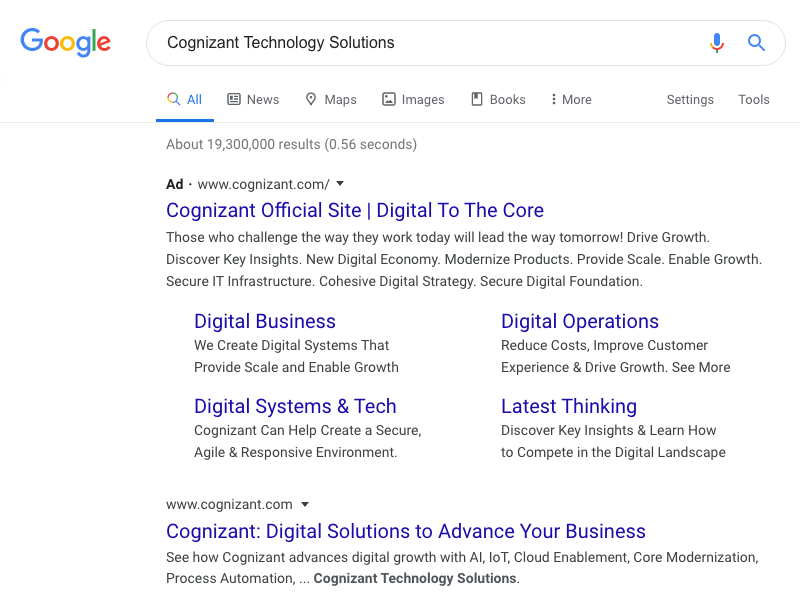 Google
Cognizant Technology Solutions
All News Maps Images Books More Settings Tools
About 19,300,000 results (0.56 seconds)
Ad · www.cognizant.com/
Cognizant Official Site | Digital To The Core
Those who challenge the way they work today will lead the way tomorrow! Drive Growth.
Discover Key Insights. New Digital Economy. Modernize Products. Provide Scale. Enable Growth.
Secure IT Infrastructure. Cohesive Digital Strategy. Secure Digital Foundation.
Digital Business
We Create Digital Systems That
Provide Scale and Enable Growth
Digital Operations
Reduce Costs, Improve Customer
Experience & Drive Growth. See More
Digital Systems & Tech
Cognizant Can Help Create a Secure,
Agile & Responsive Environment.
Latest Thinking
Discover Key Insights & Learn How
to Compete in the Digital Landscape
www.cognizant.com
Cognizant: Digital Solutions to Advance Your Business
See how Cognizant advances digital growth with AI, IoT, Cloud Enablement, Core Modernization,
Process Automation, ... Cognizant Technology Solutions.